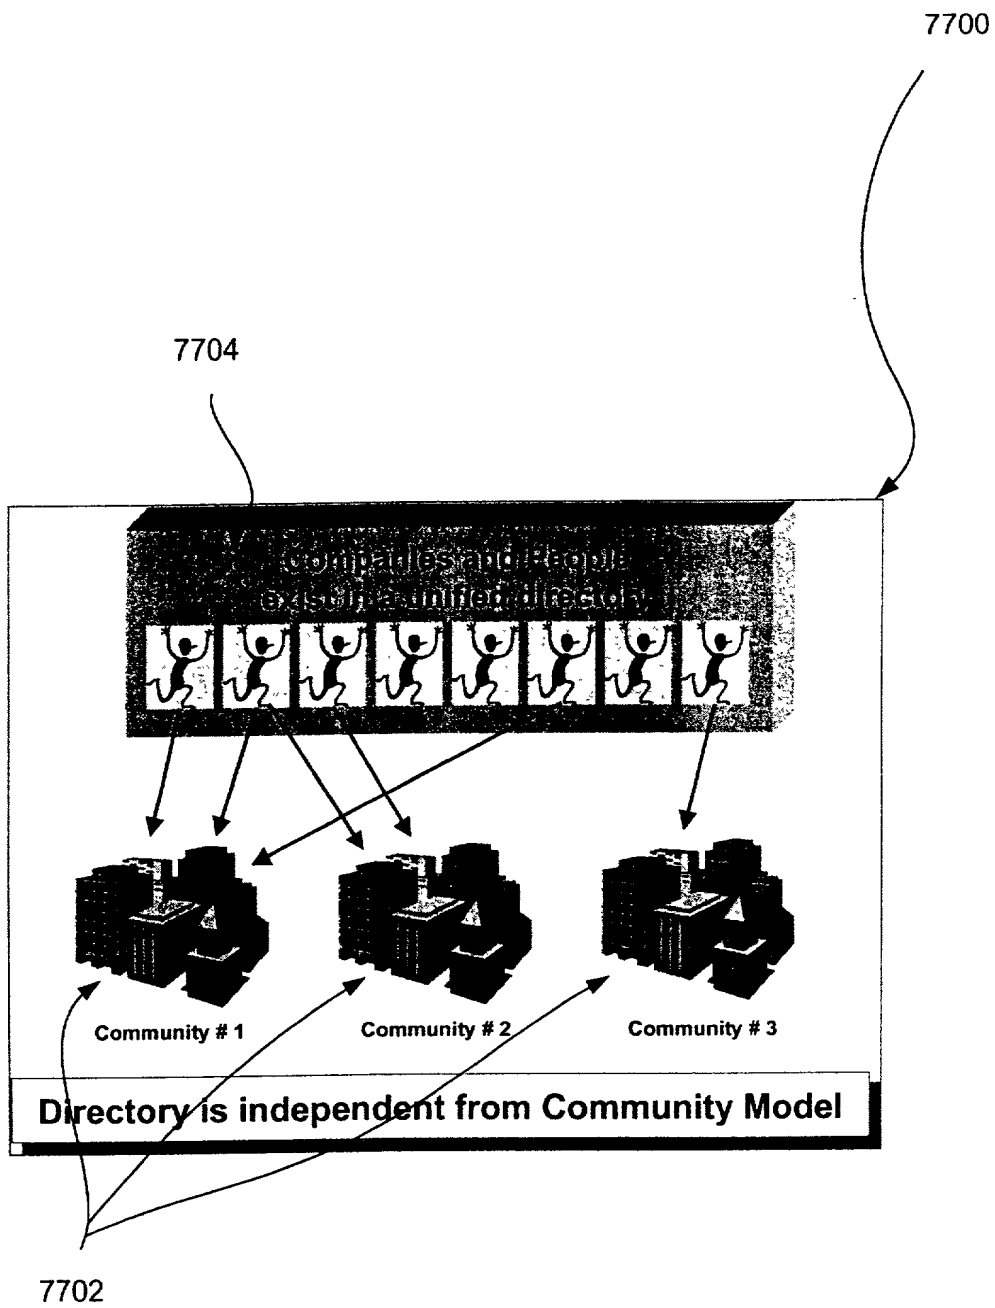 7700
7704
Companies and People
exist in a unified directory
Community # 1
Community # 2
Community # 3
Directory is independent from Community Model
7702